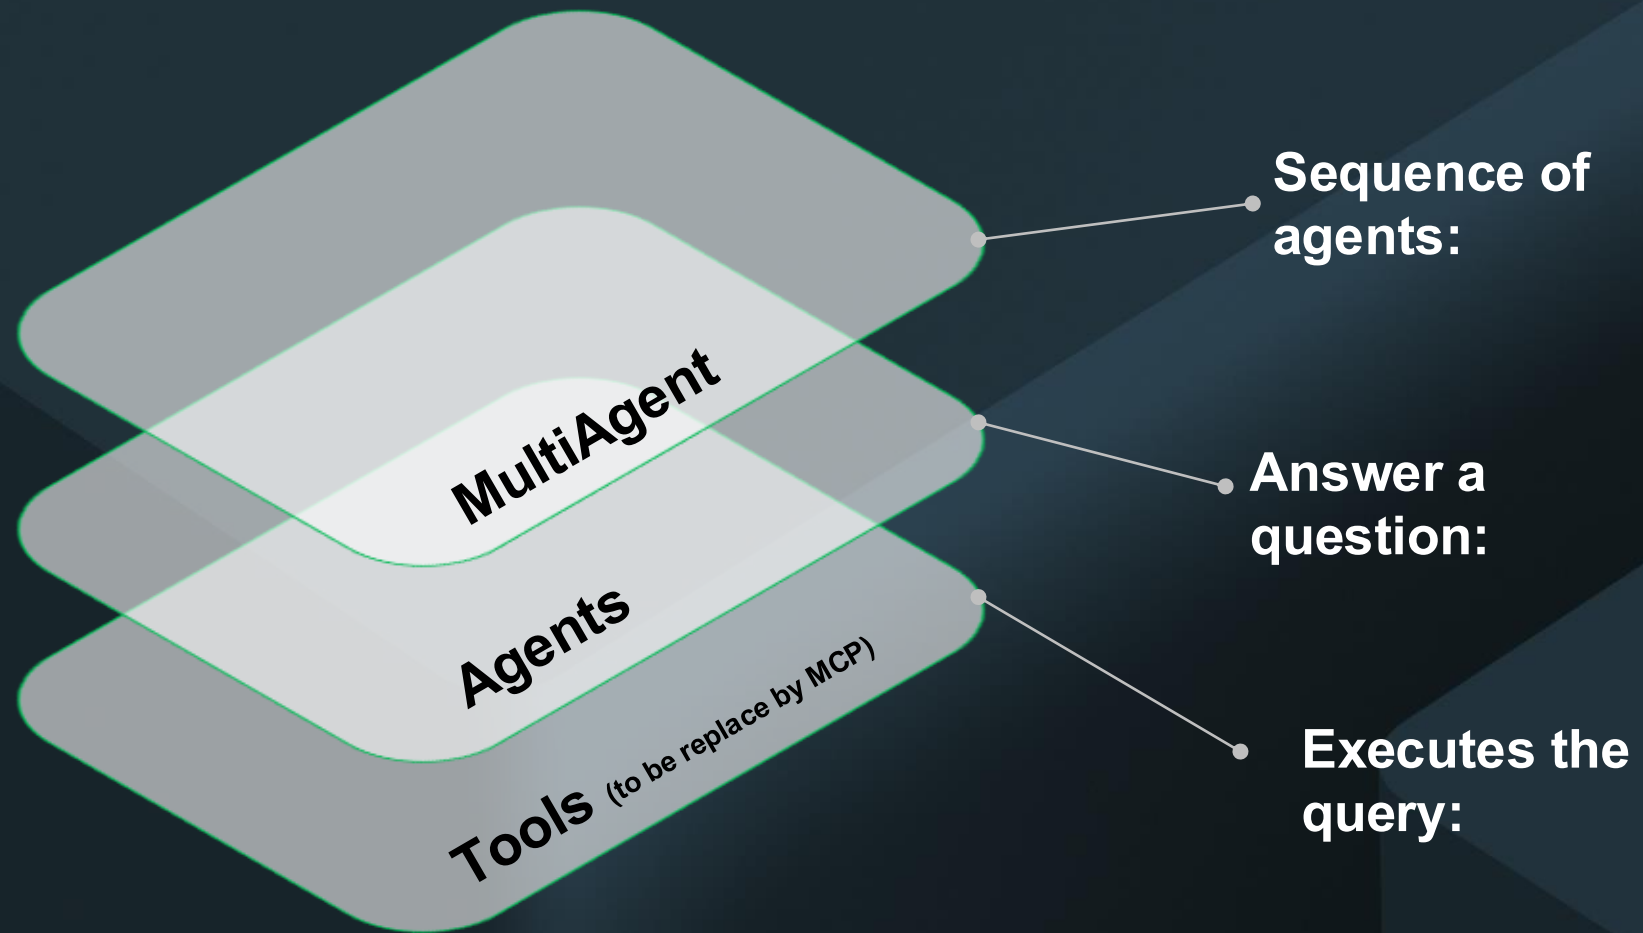 MultiAgent
Agents
Tools (to be replace by MCP)
Sequence of
agents:
Answer a
question:
Executes the
query: